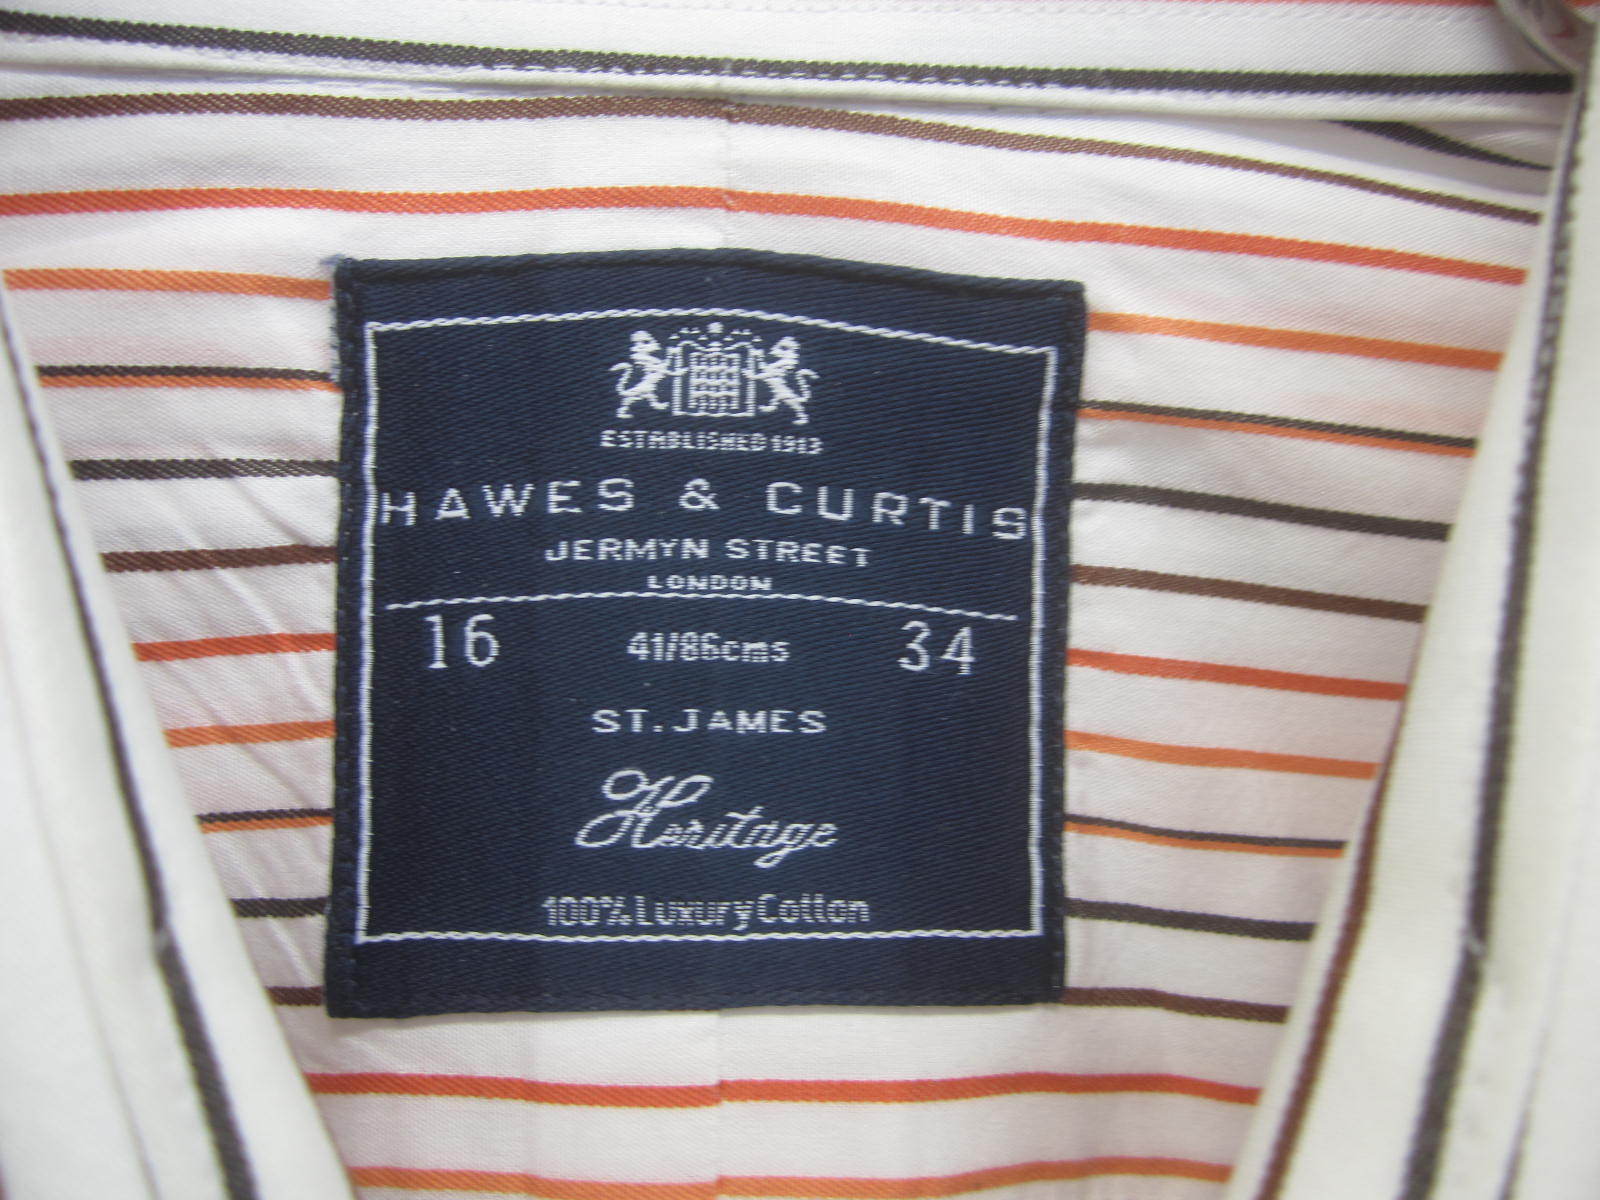 ESTABLISHED 1913
HAWES & CURTIS
JERMYN STREET
LONDON
16 41/86cms 34
ST. JAMES
Heritage
100% Luxury Cotton